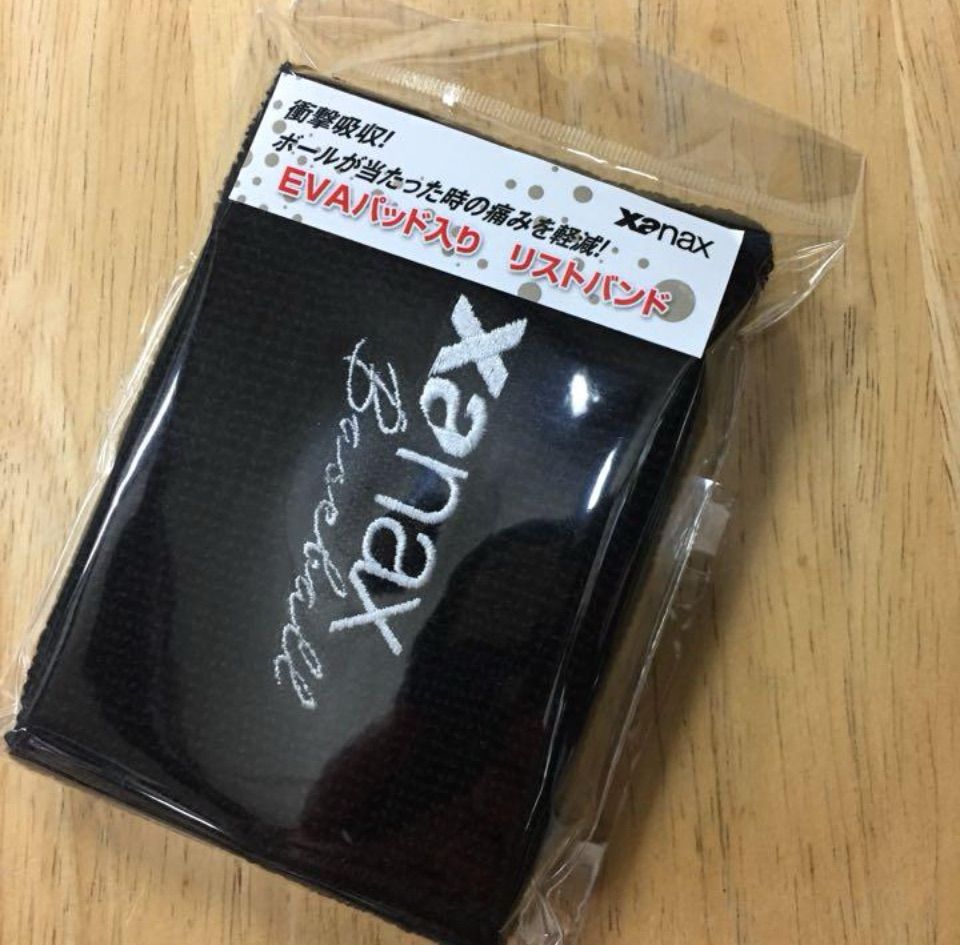 衝撃吸収!
ボールが当たった時の痛みを軽減!
EVAパッド入り リストバンド
xanax
xanax
Baseball